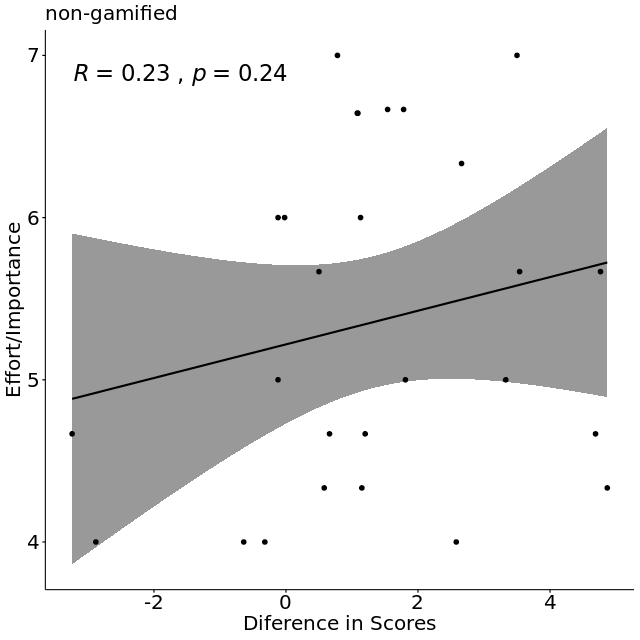 non-gamified
R = 0.23 , p = 0.24
7
6
5
4
Effort/Importance
-2 0 2 4
Diference in Scores